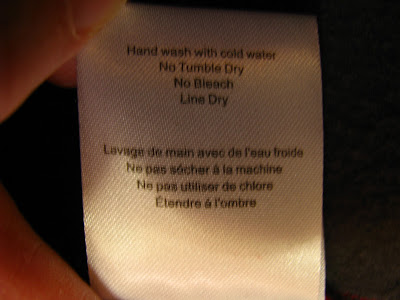 Hand wash with cold water
No Tumble Dry
No Bleach
Line Dry
Lavage de main avec de l'eau froide
Ne pas sócher á la machine
Ne pas utiliser de chlore
Étendre á l'ombre